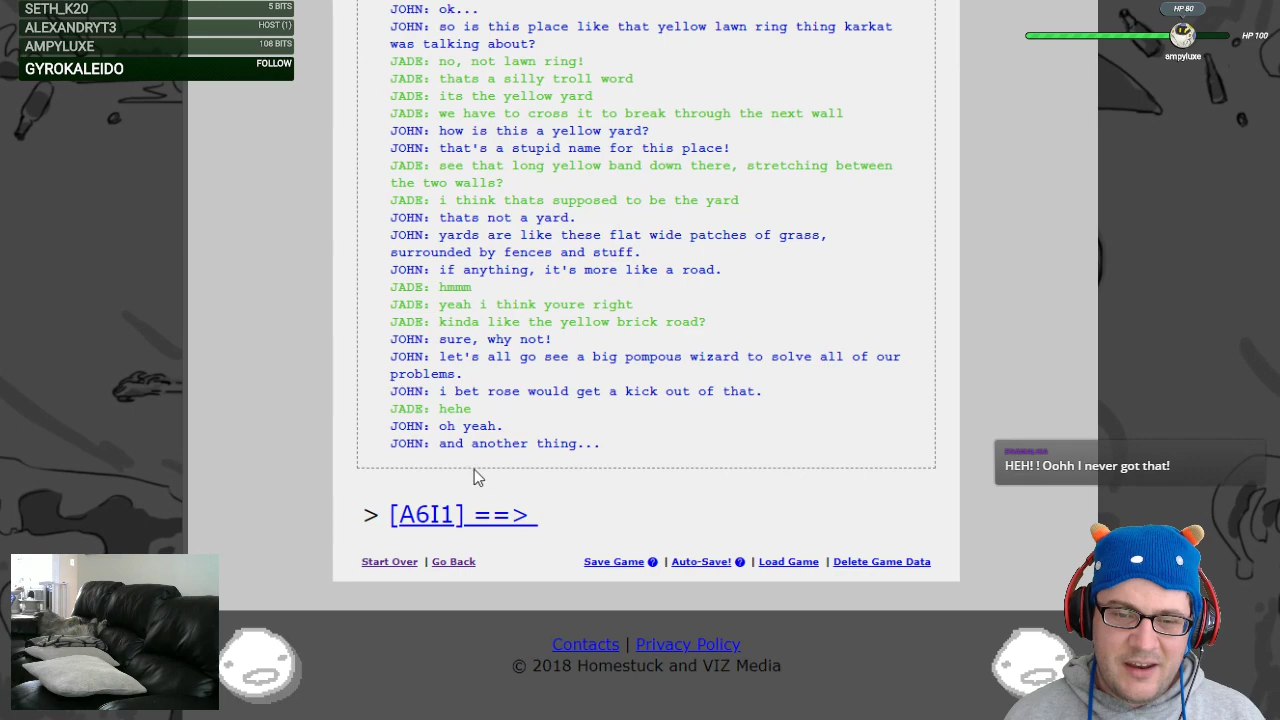 SETH_K20 5 BITS
ALEXANDRYT3 HOST (1)
AMPYLUXE 108 BITS
GYROKALEIDO FOLLOW
HP 80
HP 100
ampyluxe
JOHN: ok...
JOHN: so is this place like that yellow lawn ring thing karkat
was talking about?
JADE: no, not lawn ring!
JADE: thats a silly troll word
JADE: its the yellow yard
JADE: we have to cross it to break through the next wall
JOHN: how is this a yellow yard?
JOHN: that's a stupid name for this place!
JADE: see that long yellow band down there, stretching between
the two walls?
JADE: i think thats supposed to be the yard
JOHN: thats not a yard.
JOHN: yards are like these flat wide patches of grass,
surrounded by fences and stuff.
JOHN: if anything, it's more like a road.
JADE: hmmm
JADE: yeah i think youre right
JADE: kinda like the yellow brick road?
JOHN: sure, why not!
JOHN: let's all go see a big pompous wizard to solve all of our
problems.
JOHN: i bet rose would get a kick out of that.
JADE: hehe
JOHN: oh yeah.
JOHN: and another thing...
HEH! ! Oohh I never got that!
> [A6I1] ==>
Start Over | Go Back Save Game ? | Auto-Save! ? | Load Game | Delete Game Data
Contacts | Privacy Policy
© 2018 Homestuck and VIZ Media